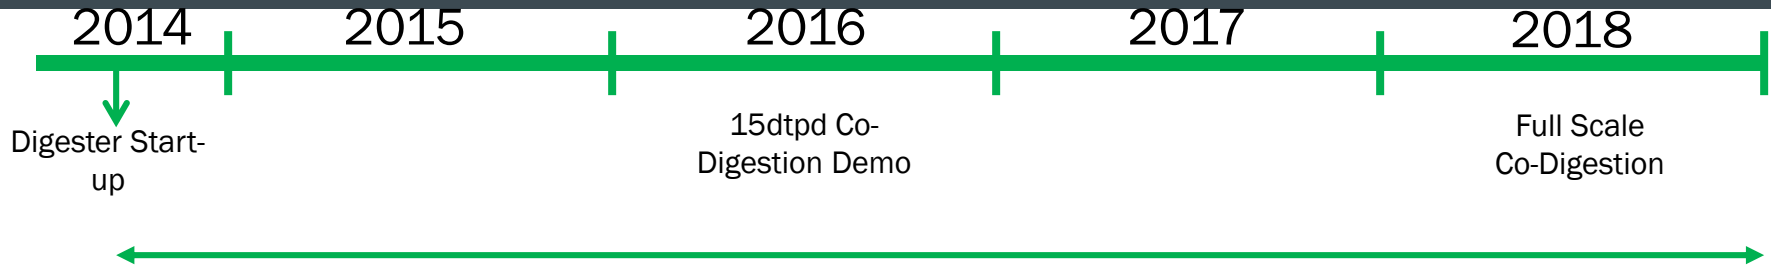 2014 2015 2016 2017 2018
Digester Start-
up
15dtpd Co-
Digestion Demo
Full Scale
Co-Digestion